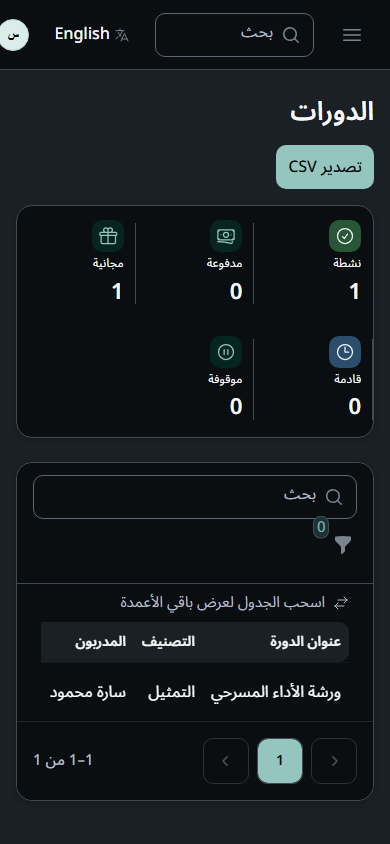 بحث
English
س
الدورات
تصدير CSV
نشطة
1
مدفوعة
0
مجانية
1
قادمة
0
موقوفة
0
بحث
0
اسحب الجدول لعرض باقي الأعمدة
عنوان الدورة التصنيف المدربون
ورشة الأداء المسرحي التمثيل سارة محمود
1
1–1 من 1